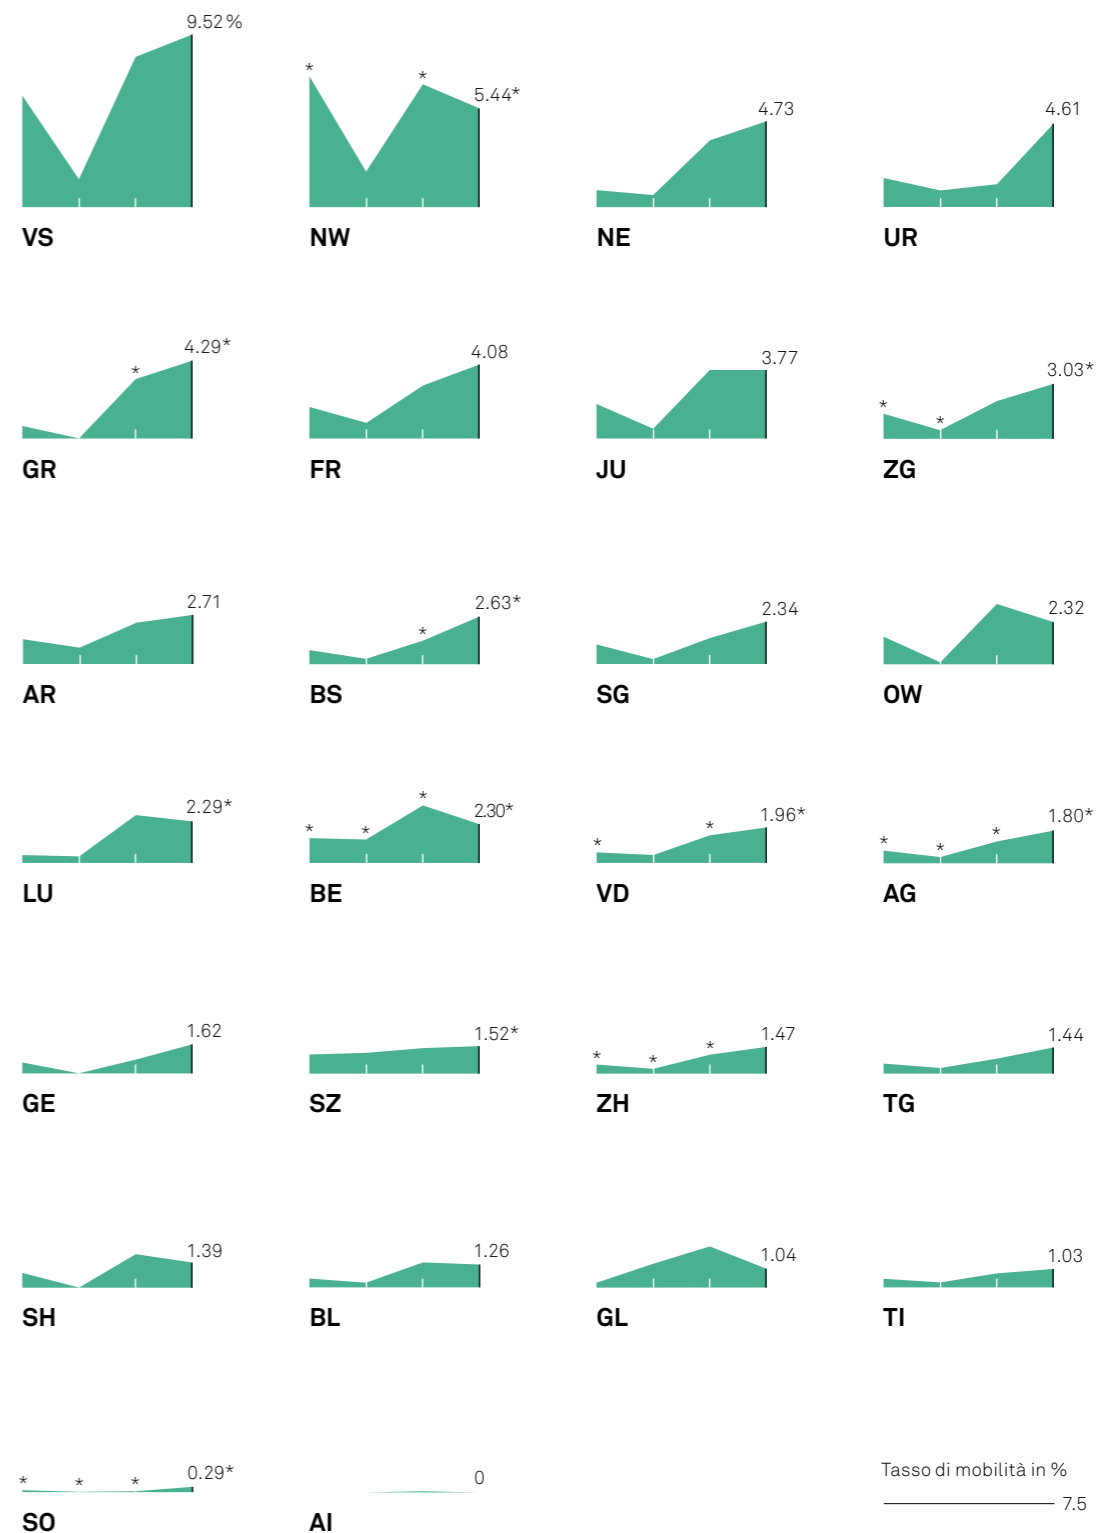 9.52 %
* * 5.44*
4.73
4.61
VS NW NE UR
* 4.29*
4.08
3.77
* * 3.03*
GR FR JU ZG
2.71
* 2.63*
2.34
2.32
AR BS SG OW
2.29*
* * * 2.30*
* * 1.96*
* * * 1.80*
LU BE VD AG
1.62
1.52*
* * * 1.47
1.44
GE SZ ZH TG
1.39
1.26
1.04
1.03
SH BL GL TI
* * * 0.29*
0
Tasso di mobilità in %
7.5
SO AI